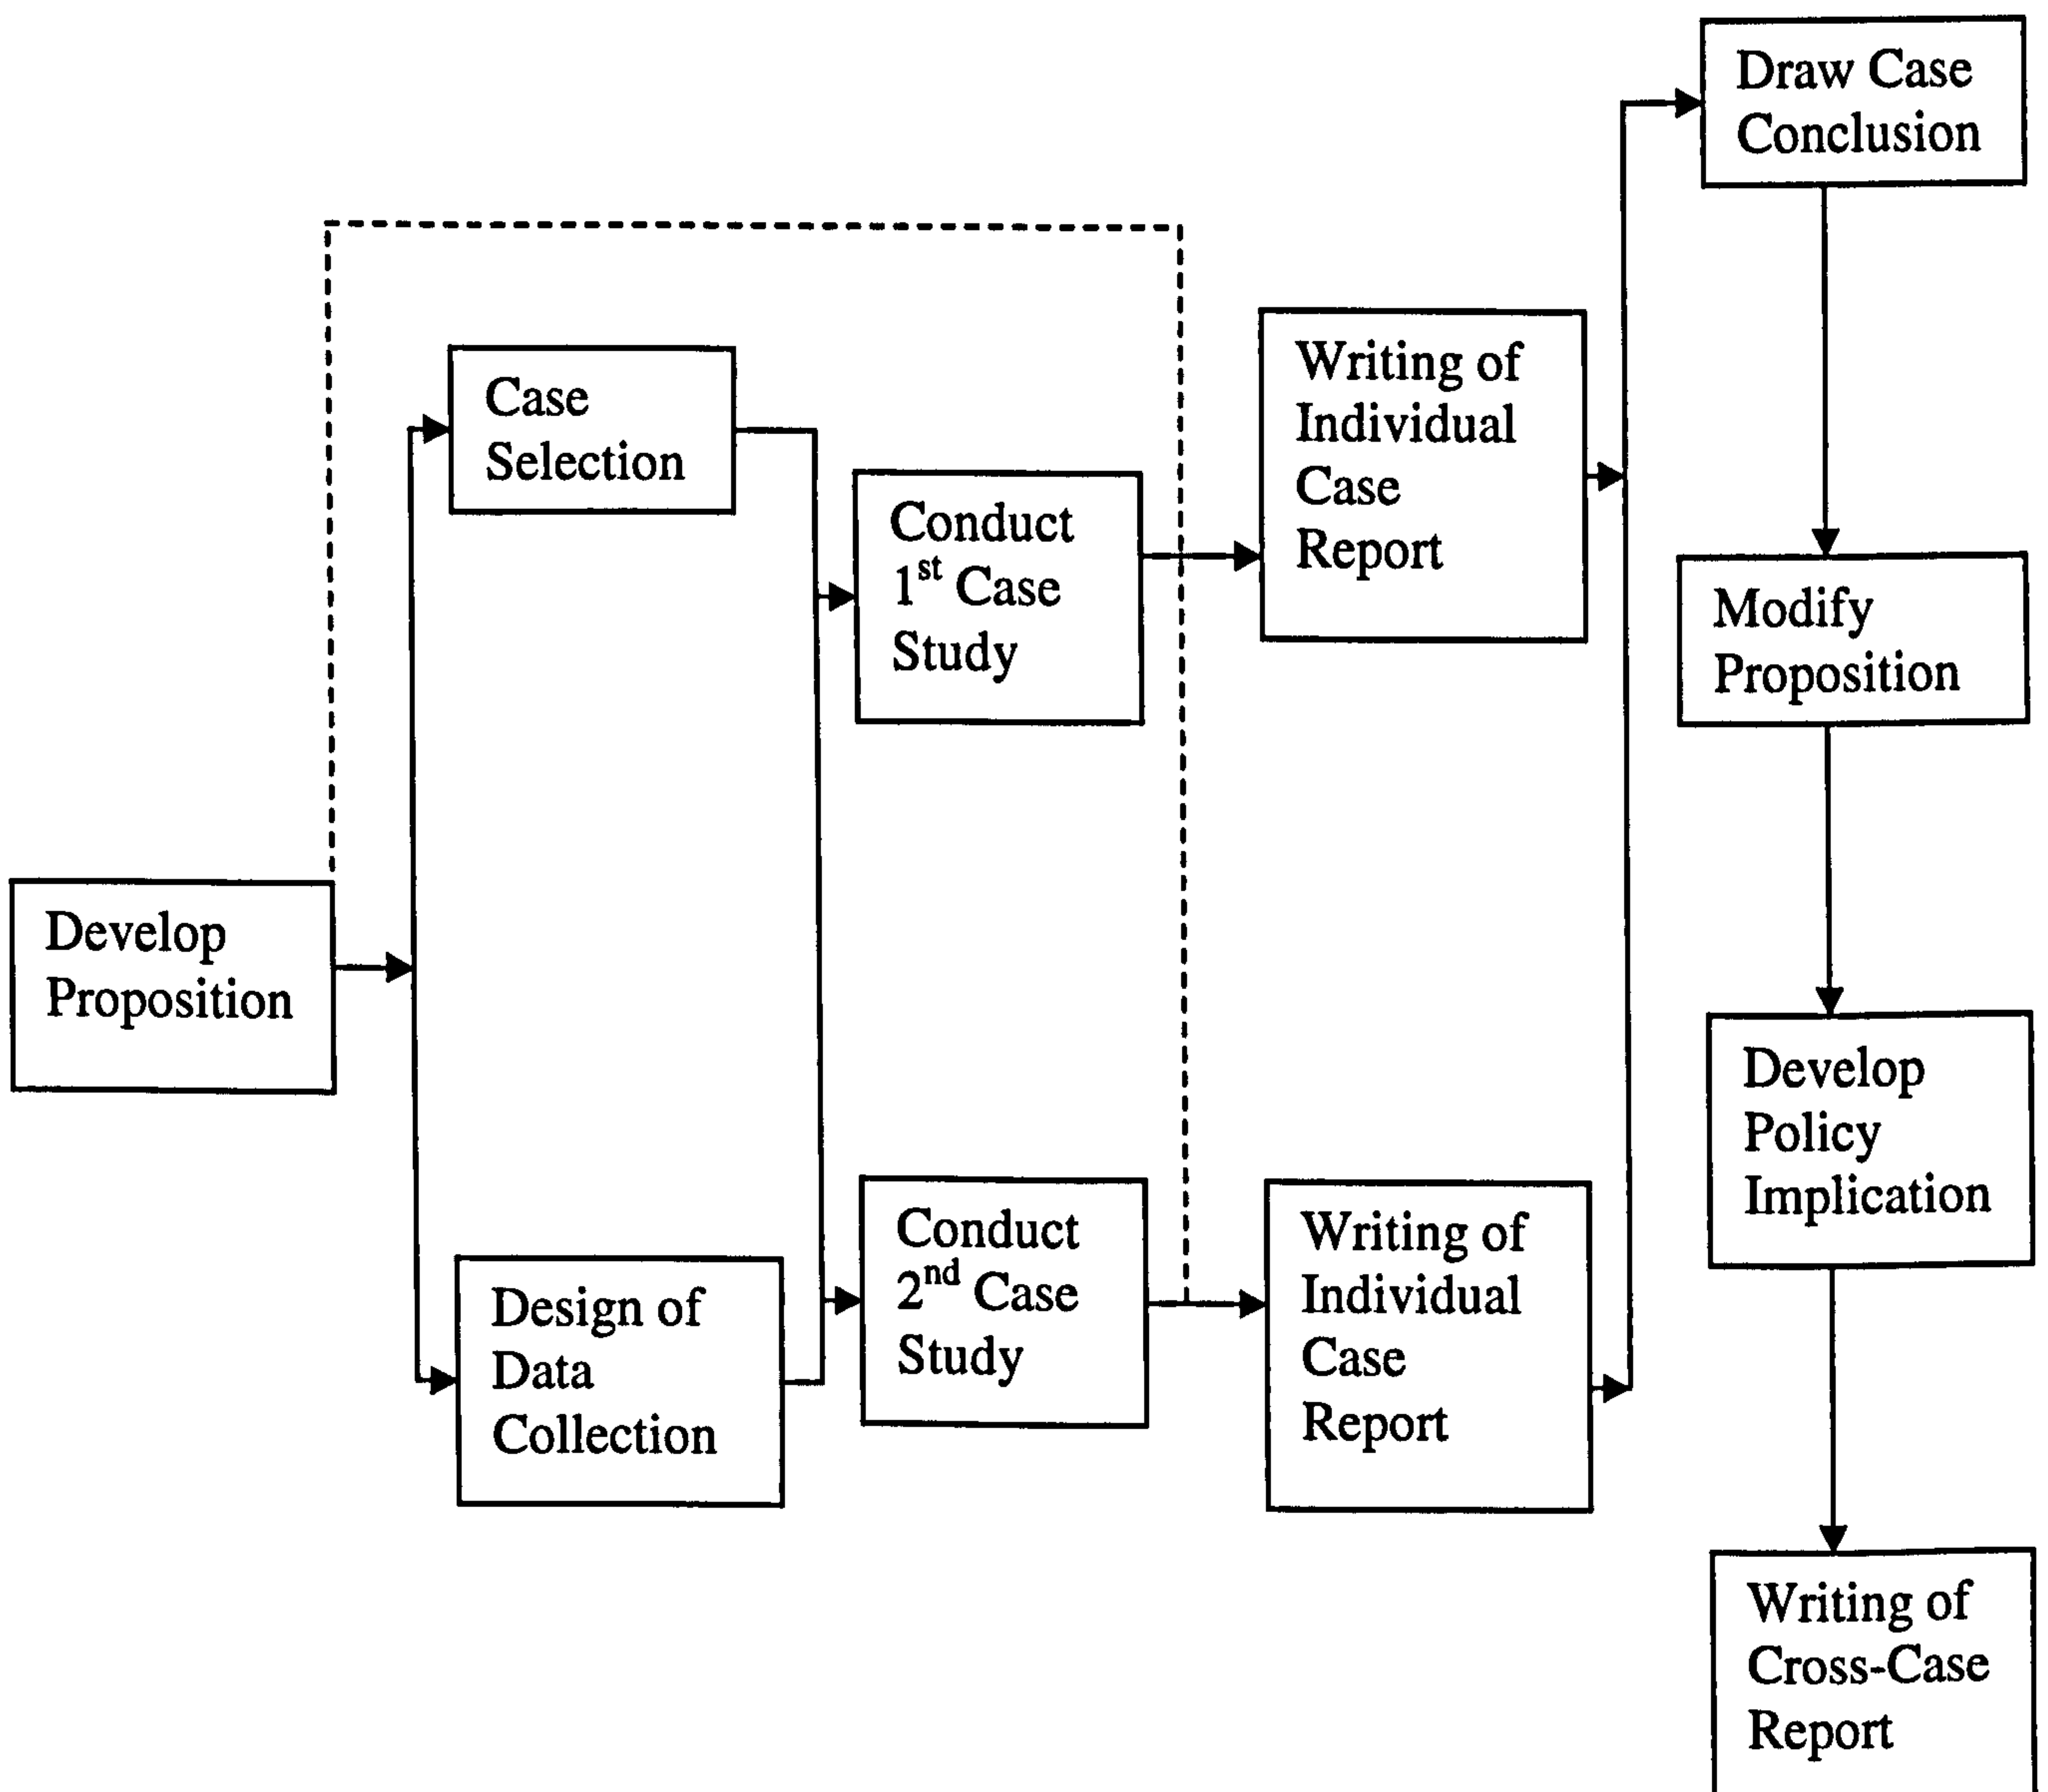 Draw Case
Conclusion
Case
Selection
Conduct
1st Case
Study
Writing of
Individual
Case
Report
Modify
Proposition
Develop
Proposition
Design of
Data
Collection
Conduct
2nd Case
Study
Writing of
Individual
Case
Report
Develop
Policy
Implication
Writing of
Cross-Case
Report